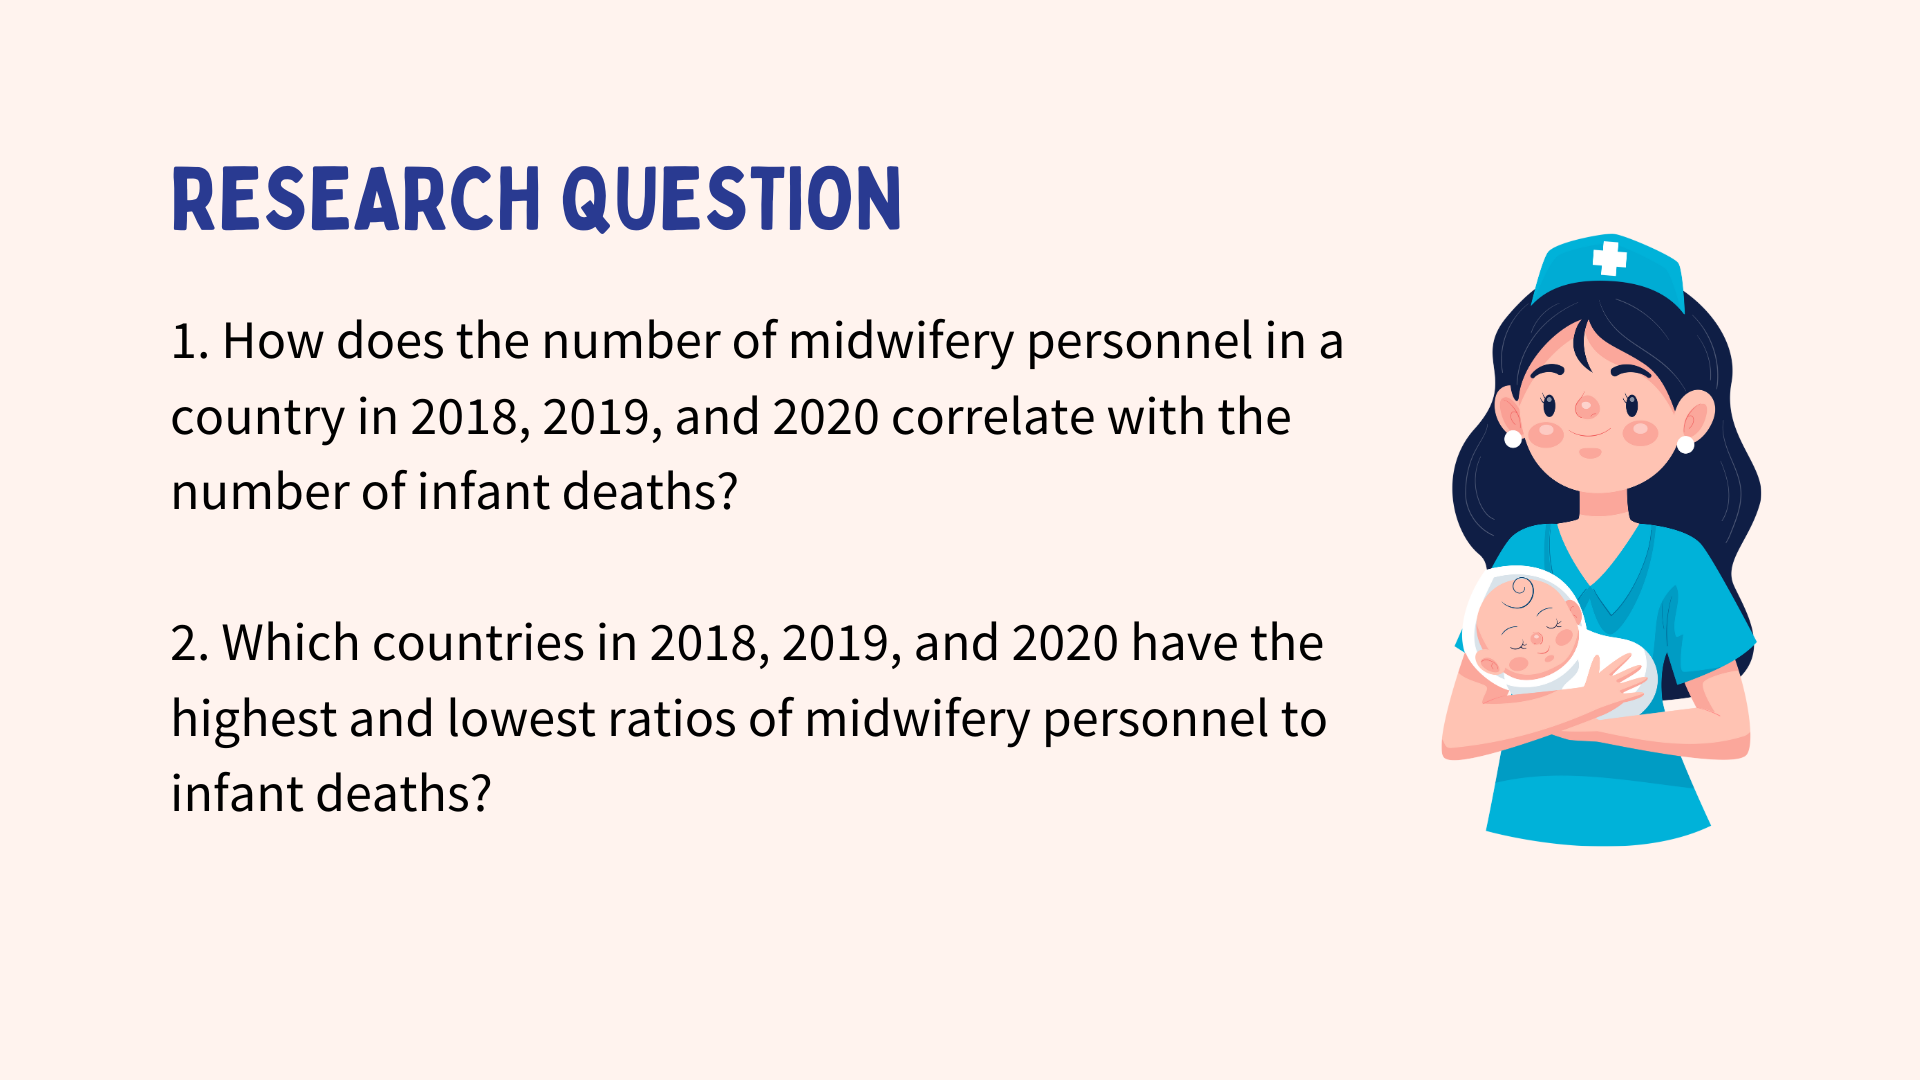 RESEARCH QUESTION
1. How does the number of midwifery personnel in a
country in 2018, 2019, and 2020 correlate with the
number of infant deaths?
2. Which countries in 2018, 2019, and 2020 have the
highest and lowest ratios of midwifery personnel to
infant deaths?